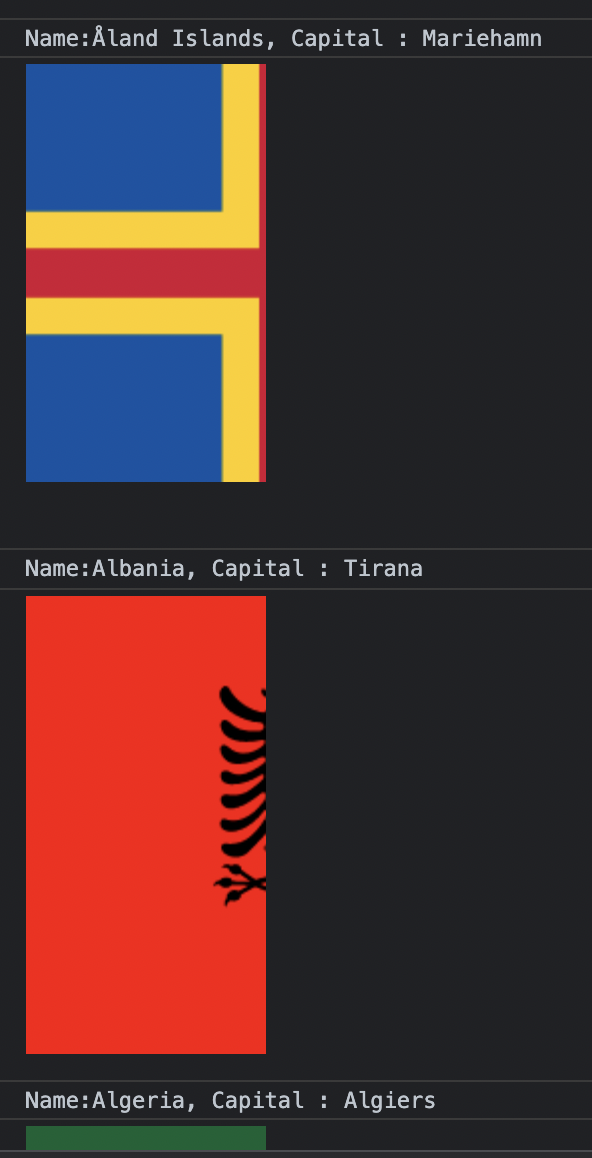 Name:Åland Islands, Capital : Mariehamn
Name:Albania, Capital : Tirana
Name:Algeria, Capital : Algiers